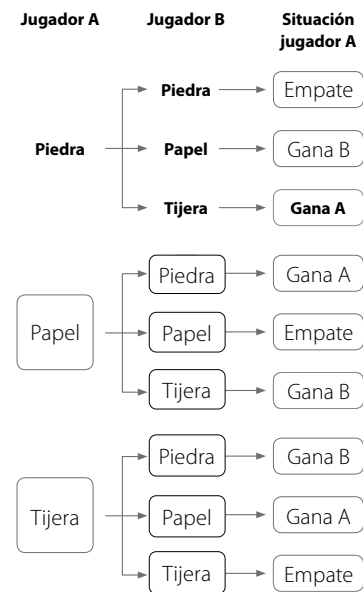 Jugador A Jugador B Situación
jugador A
Piedra Empate
Piedra Papel Gana B
Tijera Gana A
Piedra Gana A
Papel Papel Empate
Tijera Gana B
Piedra Gana B
Tijera Papel Gana A
Tijera Empate